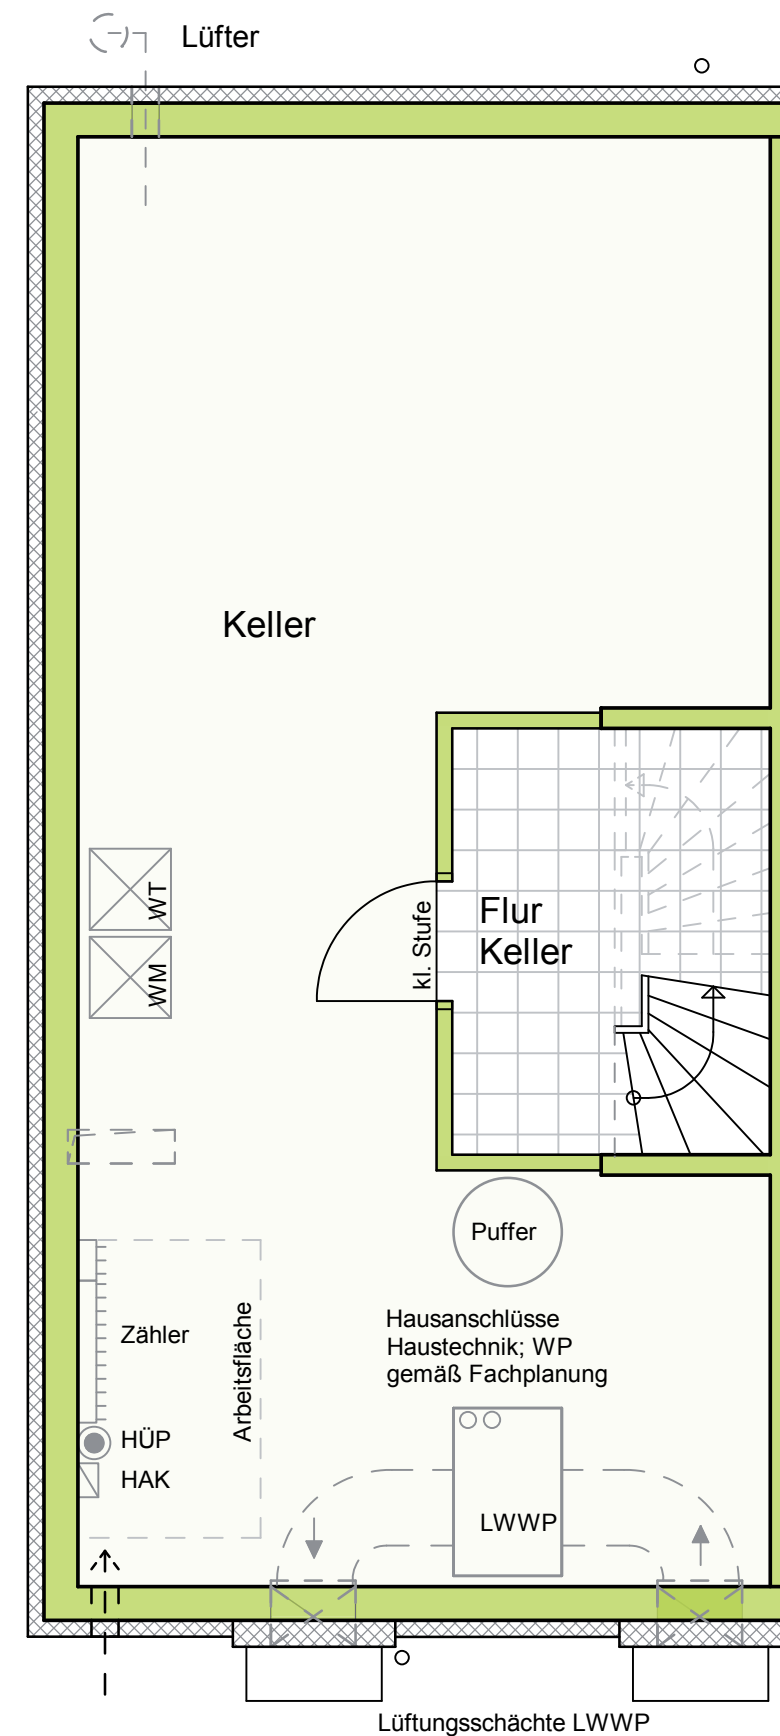 Lüfter
Keller
WT
WM
kl. Stufe
Flur
Keller
Puffer
Zähler
Arbeitsfläche
Hausanschlüsse
Haustechnik; WP
gemäß Fachplanung
HÜP
HAK
LWWP
Lüftungsschächte LWWP